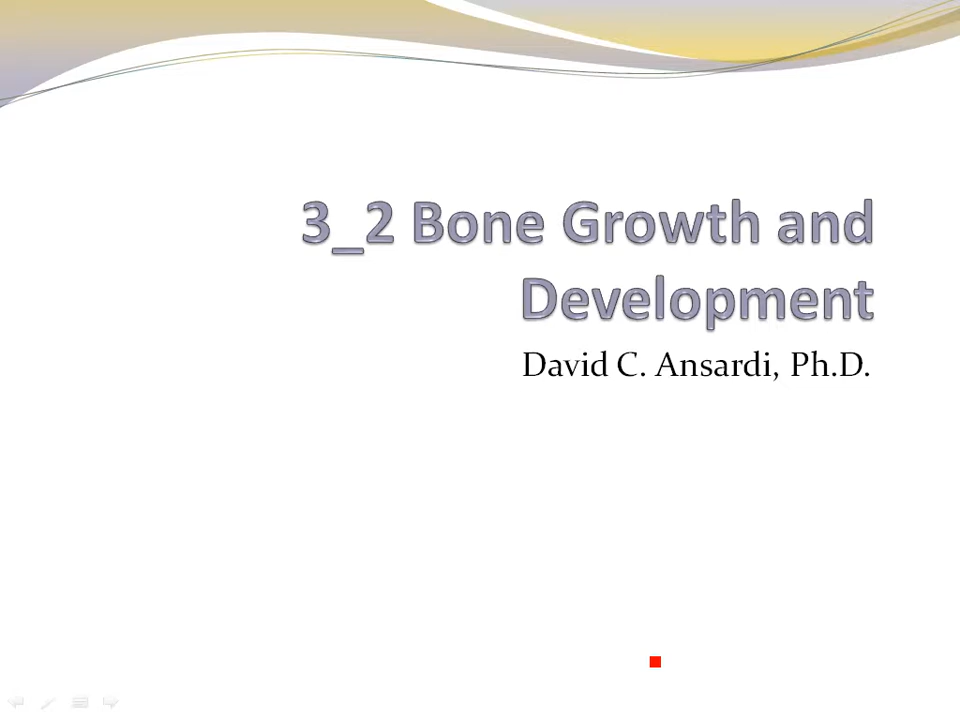 3_2 Bone Growth and
Development
David C. Ansardi, Ph.D.